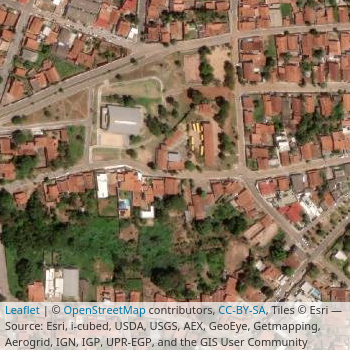 Leaflet | © OpenStreetMap contributors, CC-BY-SA, Tiles © Esri —
Source: Esri, i-cubed, USDA, USGS, AEX, GeoEye, Getmapping,
Aerogrid, IGN, IGP, UPR-EGP, and the GIS User Community